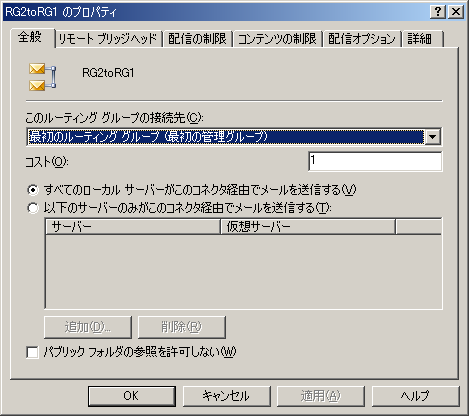 RG2toRG1 のプロパティ
全般 リモート ブリッジヘッド 配信の制限 コンテンツの制限 配信オプション 詳細
RG2toRG1
このルーティング グループの接続先(C):
最初のルーティング グループ (最初の管理グループ)
コスト(O): 1
すべてのローカル サーバーがこのコネクタ経由でメールを送信する(V)
以下のサーバーのみがこのコネクタ経由でメールを送信する(T):
サーバー 仮想サーバー
追加(D)... 削除(R)
パブリック フォルダの参照を許可しない(W)
OK キャンセル 適用(A) ヘルプ